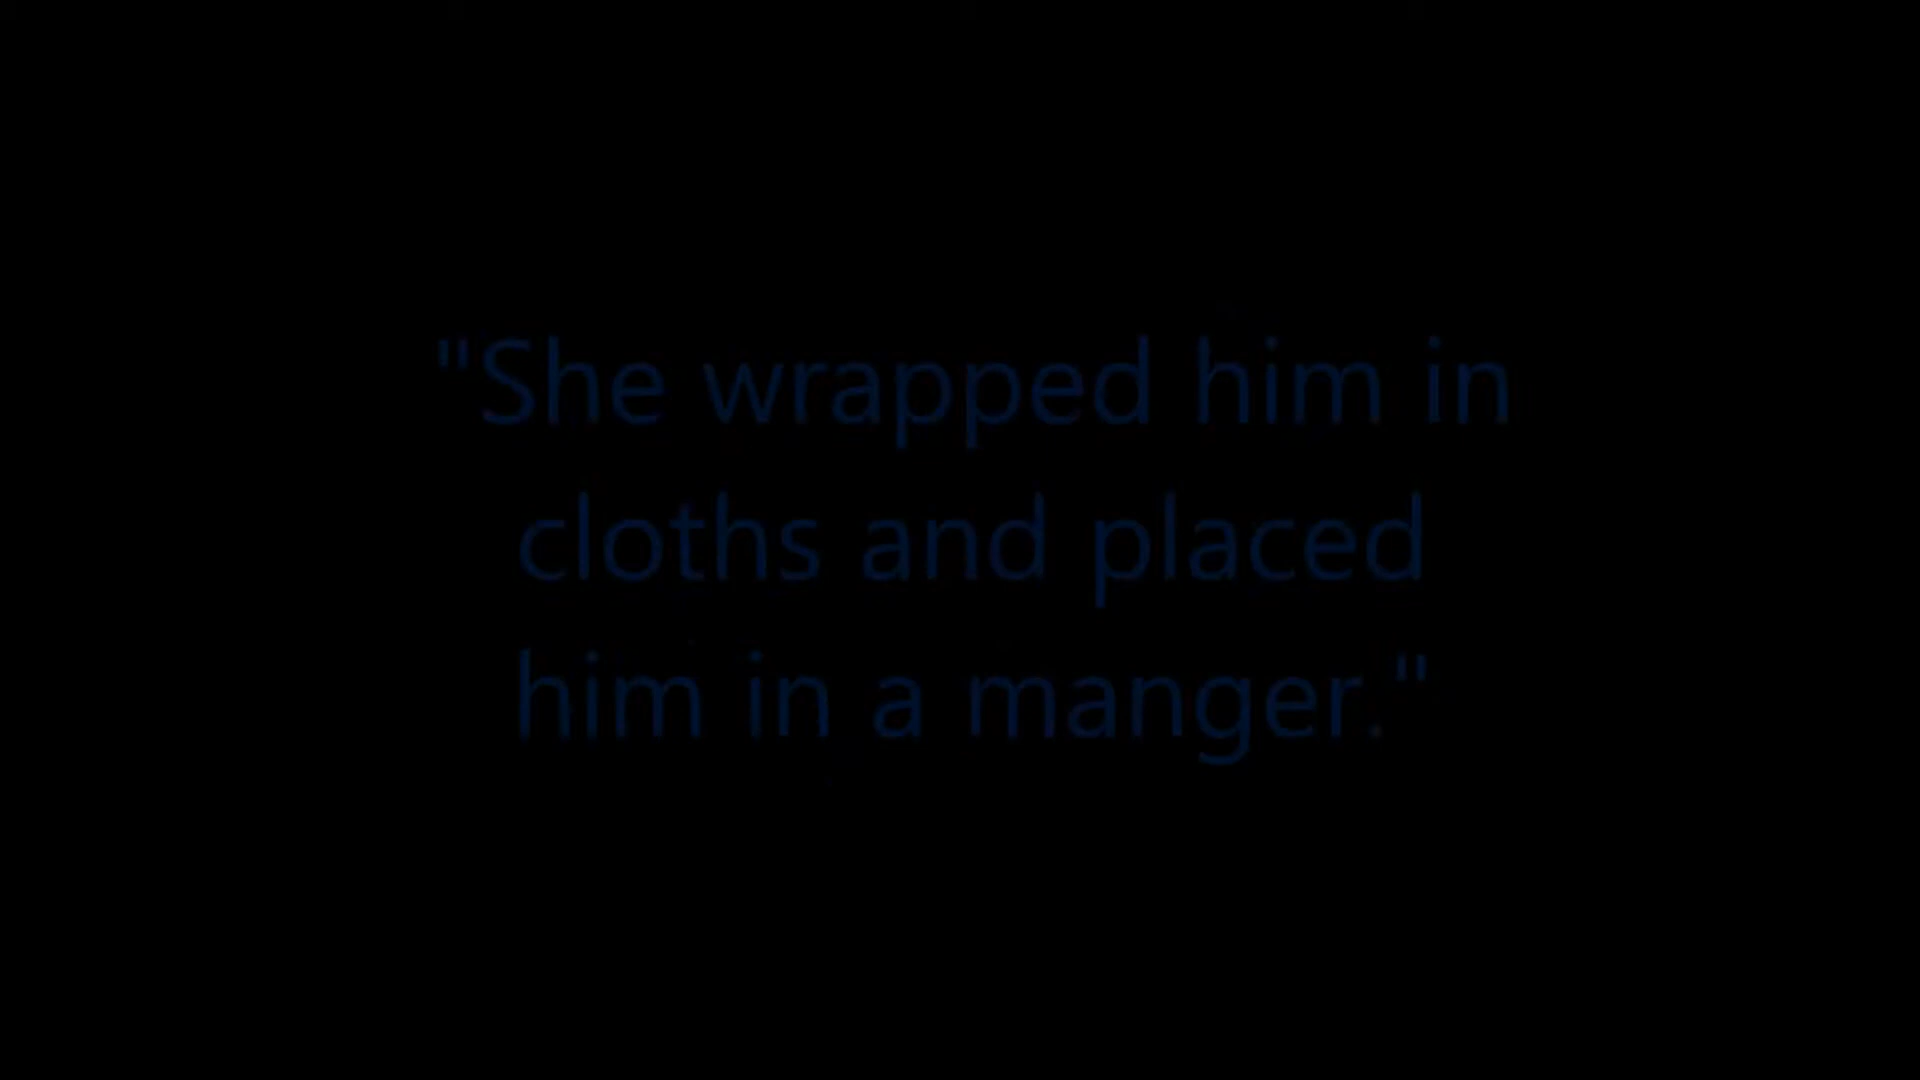 "She wrapped him in
cloths and placed
him in a manger."